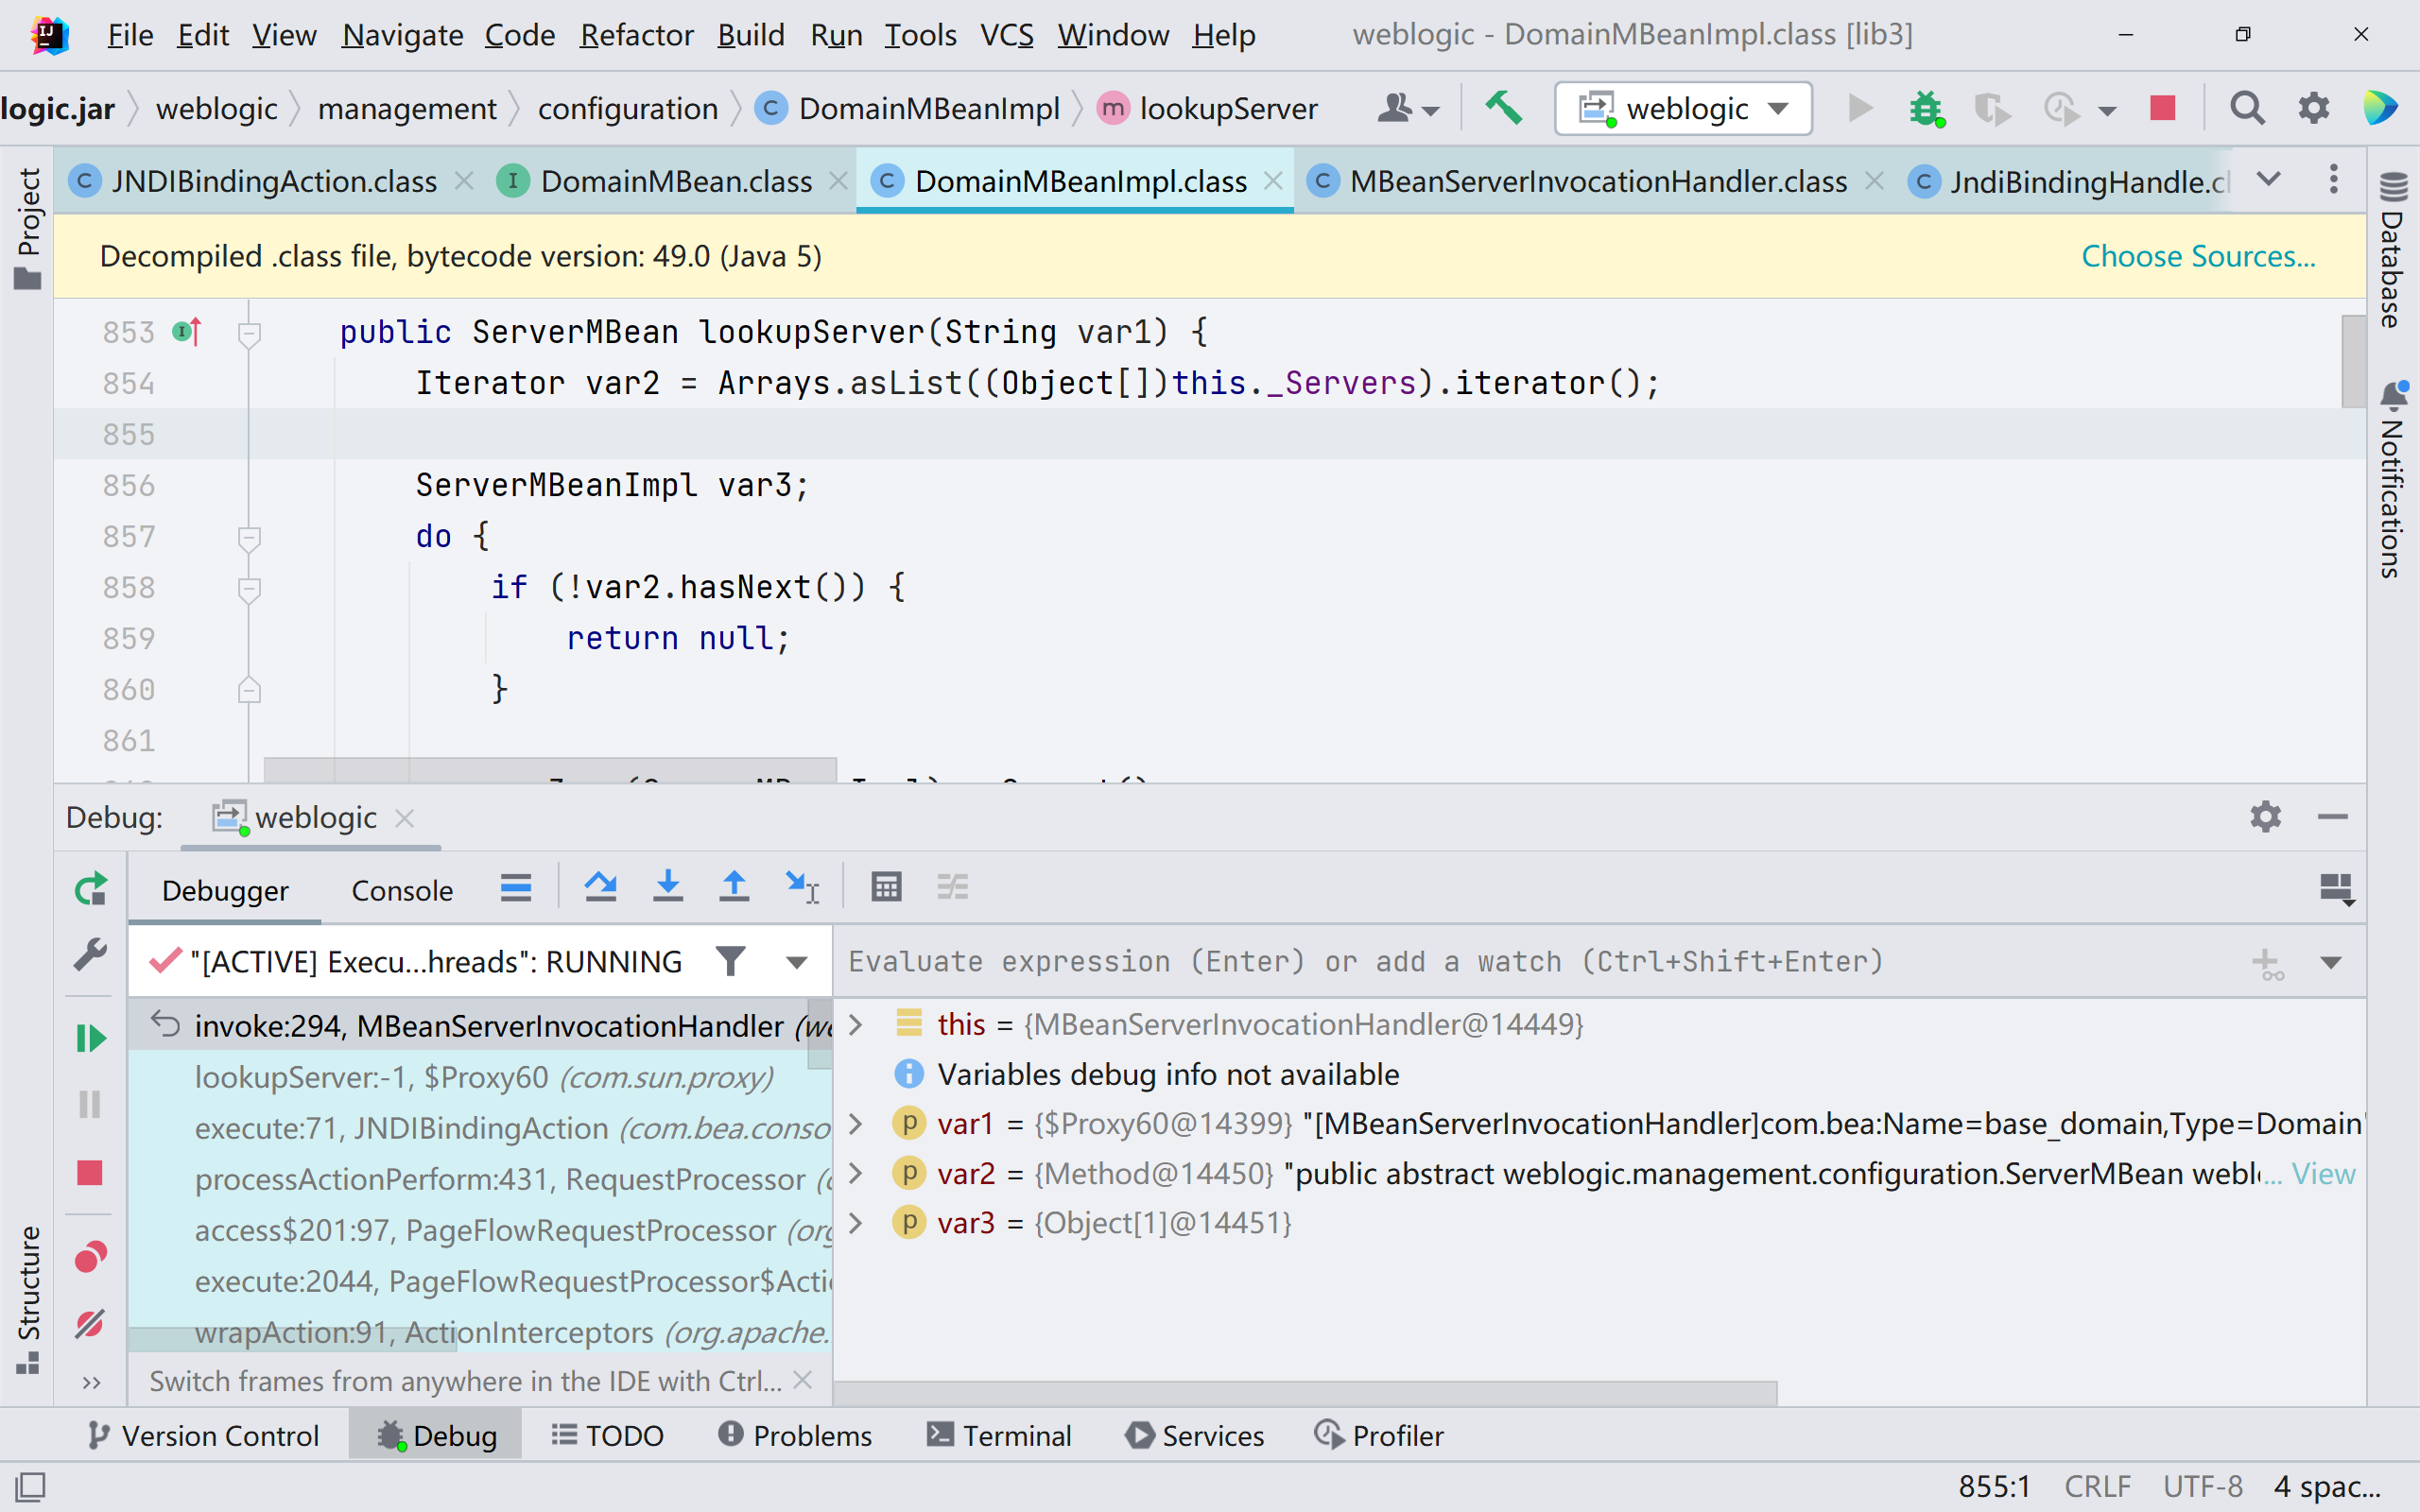 File Edit View Navigate Code Refactor Build Run Tools VCS Window Help weblogic - DomainMBeanImpl.class [lib3]
logic.jar weblogic management configuration C DomainMBeanImpl m lookupServer weblogic
C JNDIBindingAction.class I DomainMBean.class C DomainMBeanImpl.class C MBeanServerInvocationHandler.class C JndiBindingHandle.cl
Project
Structure
Database
Notifications
Decompiled .class file, bytecode version: 49.0 (Java 5) Choose Sources...
853 public ServerMBean lookupServer(String var1) {
854 Iterator var2 = Arrays.asList((Object[])this._Servers).iterator();
855
856 ServerMBeanImpl var3;
857 do {
858 if (!var2.hasNext()) {
859 return null;
860 }
861
Debug: weblogic
Debugger Console
"[ACTIVE] Execu...hreads": RUNNING
Evaluate expression (Enter) or add a watch (Ctrl+Shift+Enter)
invoke:294, MBeanServerInvocationHandler (we
lookupServer:-1, $Proxy60 (com.sun.proxy)
execute:71, JNDIBindingAction (com.bea.conso
processActionPerform:431, RequestProcessor (
access$201:97, PageFlowRequestProcessor (org
execute:2044, PageFlowRequestProcessor$Actio
wrapAction:91, ActionInterceptors (org.apache.
Switch frames from anywhere in the IDE with Ctrl...
this = {MBeanServerInvocationHandler@14449}
Variables debug info not available
p var1 = {$Proxy60@14399} "[MBeanServerInvocationHandler]com.bea:Name=base_domain,Type=Domain"
p var2 = {Method@14450} "public abstract weblogic.management.configuration.ServerMBean webl... View
p var3 = {Object[1]@14451}
Version Control Debug TODO Problems Terminal Services Profiler
855:1 CRLF UTF-8 4 spac...